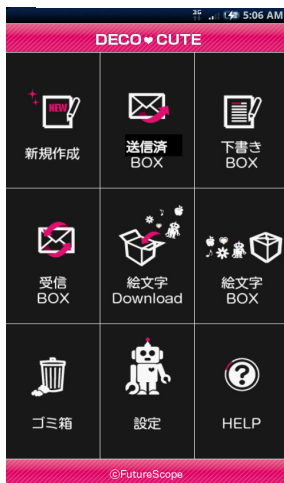 3G 5:06 AM
DECO♥CUTE
NEW
新規作成
送信済
BOX
下書き
BOX
受信
BOX
絵文字
Download
絵文字
BOX
ゴミ箱
設定
HELP
©FutureScope